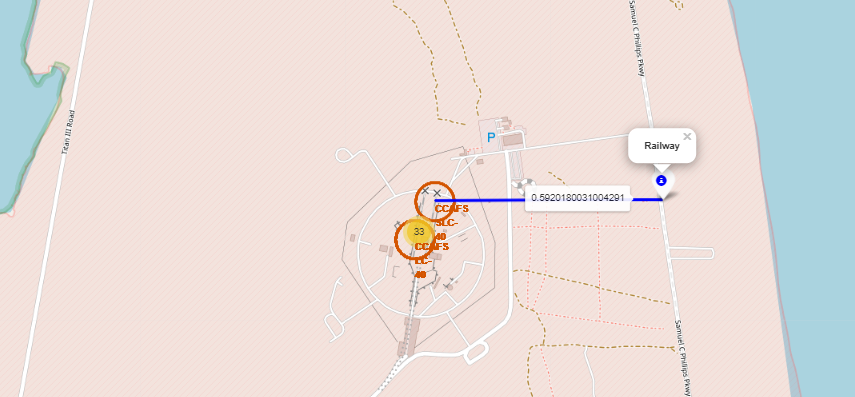 Samuel C Phillips Pkwy
Titan III Road
P
Railway
×
0.5920180031004291
CCAFS
SLC-
40
33
CCAFS
LC-
40
Samuel C Phillips Pkwy